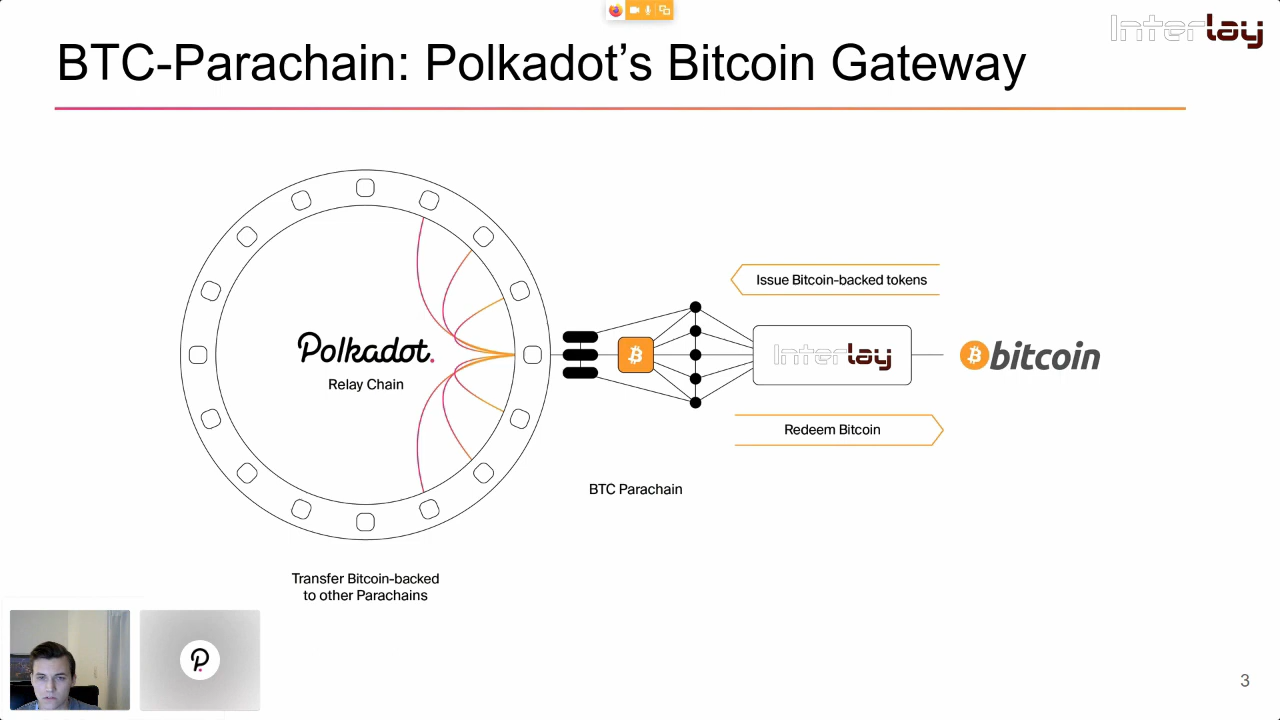 Interlay
BTC-Parachain: Polkadot’s Bitcoin Gateway
Issue Bitcoin-backed tokens
Polkadot.
Relay Chain
Interlay
bitcoin
Redeem Bitcoin
BTC Parachain
Transfer Bitcoin-backed
to other Parachains
3